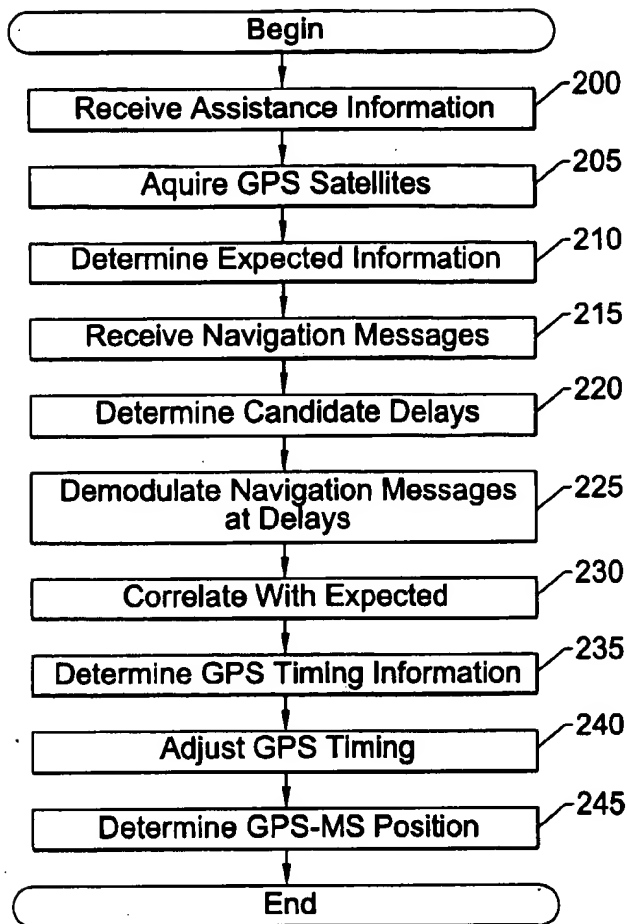 Begin
Receive Assistance Information
200
Aquire GPS Satellites
205
Determine Expected Information
210
Receive Navigation Messages
215
Determine Candidate Delays
220
Demodulate Navigation Messages
at Delays
225
Correlate With Expected
230
Determine GPS Timing Information
235
Adjust GPS Timing
240
Determine GPS-MS Position
245
End